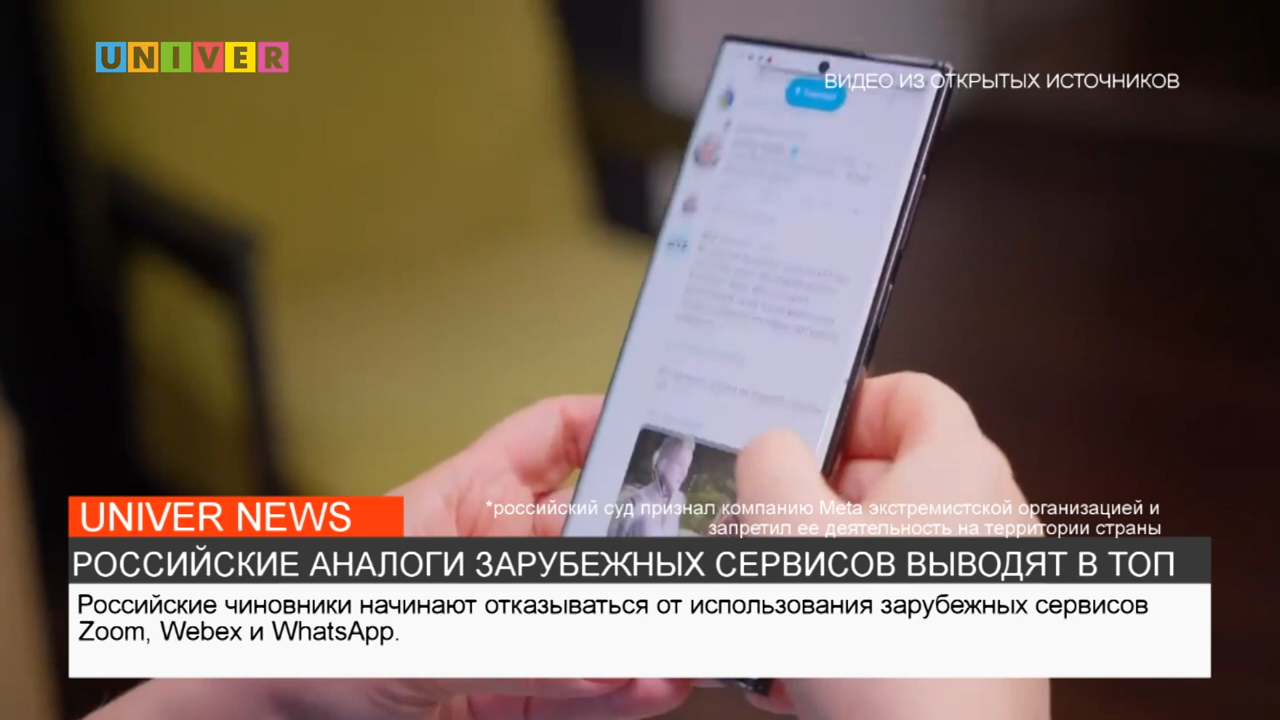 UNIVER
ВИДЕО ИЗ ОТКРЫТЫХ ИСТОЧНИКОВ
*российский суд признал компанию Meta экстремистской организацией и
запретил ее деятельность на территории страны
UNIVER NEWS
РОССИЙСКИЕ АНАЛОГИ ЗАРУБЕЖНЫХ СЕРВИСОВ ВЫВОДЯТ В ТОП
Российские чиновники начинают отказываться от использования зарубежных сервисов
Zoom, Webex и WhatsApp.